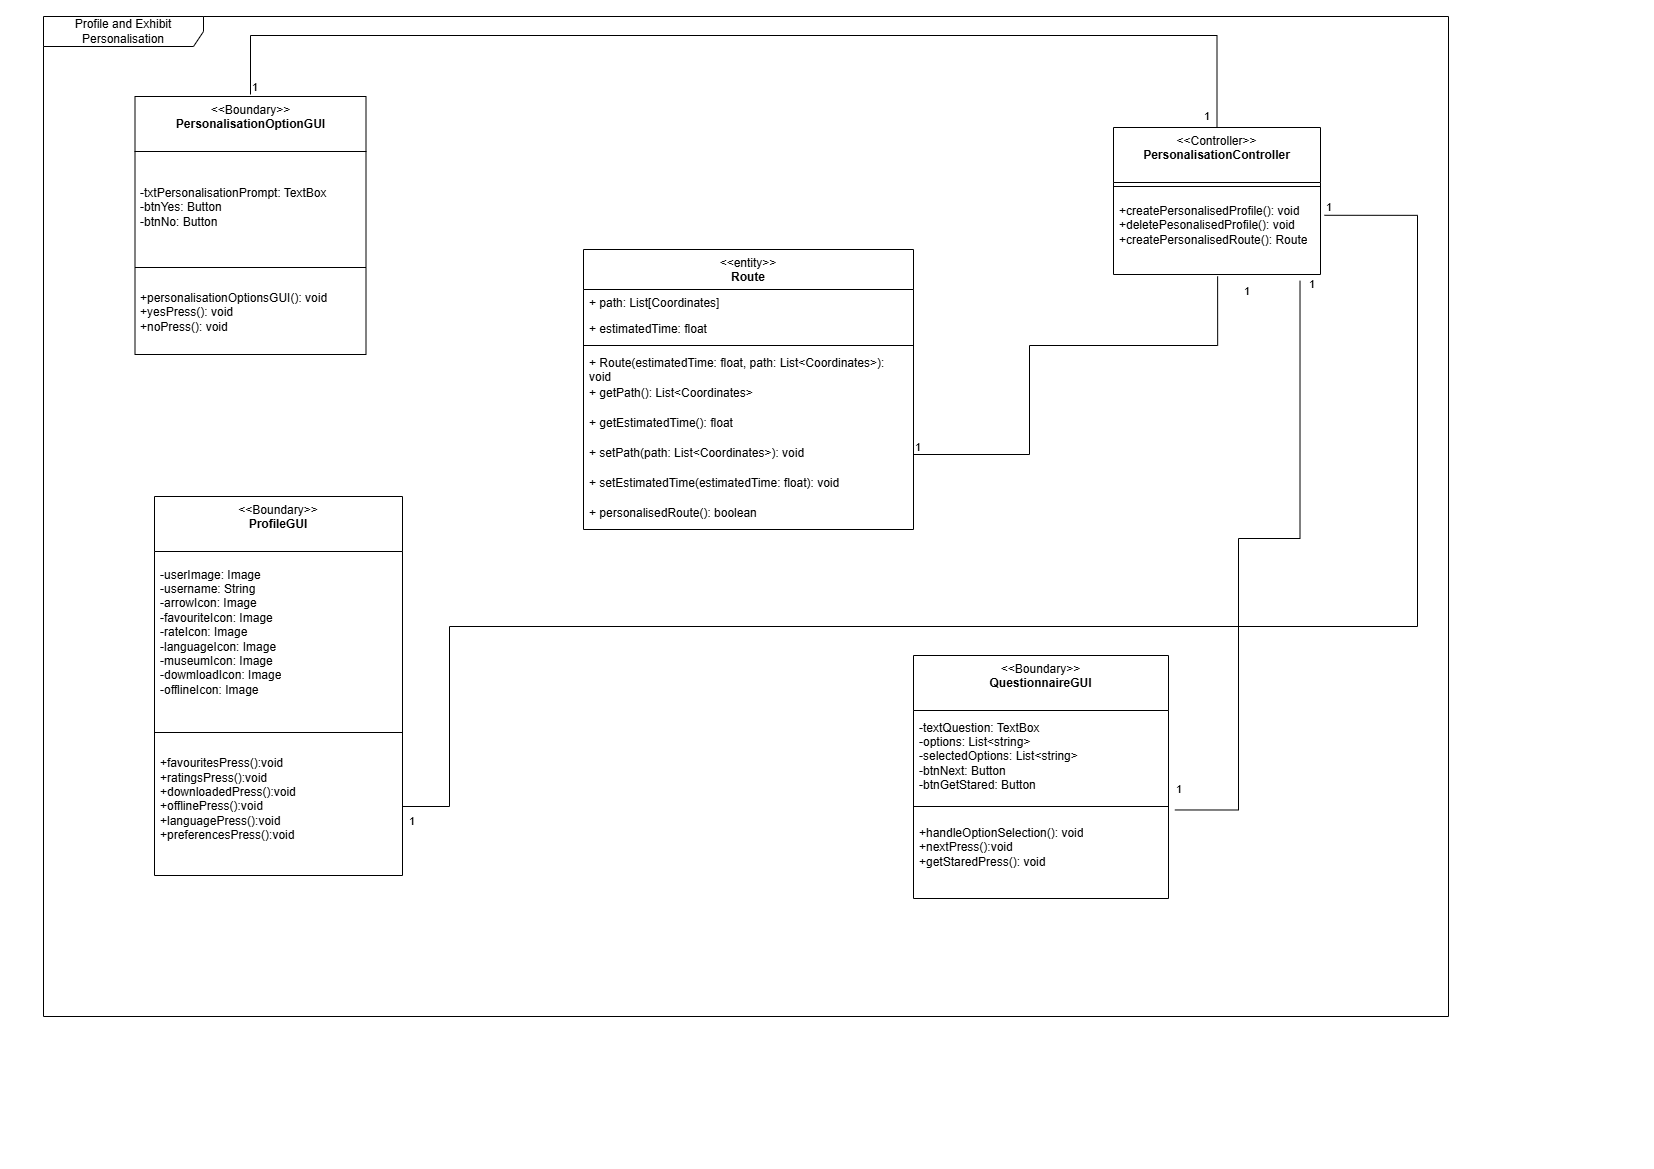 Profile and Exhibit
Personalisation
1
<<Boundary>>
PersonalisationOptionGUI
-txtPersonalisationPrompt: TextBox
-btnYes: Button
-btnNo: Button
+personalisationOptionsGUI(): void
+yesPress(): void
+noPress(): void
1
<<Controller>>
PersonalisationController
+createPersonalisedProfile(): void
+deletePesonalisedProfile(): void
+createPersonalisedRoute(): Route
1
1
1
<<entity>>
Route
+ path: List[Coordinates]
+ estimatedTime: float
+ Route(estimatedTime: float, path: List<Coordinates>):
void
+ getPath(): List<Coordinates>
+ getEstimatedTime(): float
+ setPath(path: List<Coordinates>): void
+ setEstimatedTime(estimatedTime: float): void
+ personalisedRoute(): boolean
1
<<Boundary>>
ProfileGUI
-userImage: Image
-username: String
-arrowIcon: Image
-favouriteIcon: Image
-rateIcon: Image
-languageIcon: Image
-museumIcon: Image
-dowmloadIcon: Image
-offlineIcon: Image
+favouritesPress():void
+ratingsPress():void
+downloadedPress():void
+offlinePress():void
+languagePress():void
+preferencesPress():void
1
<<Boundary>>
QuestionnaireGUI
-textQuestion: TextBox
-options: List<string>
-selectedOptions: List<string>
-btnNext: Button
-btnGetStared: Button
+handleOptionSelection(): void
+nextPress():void
+getStaredPress(): void
1